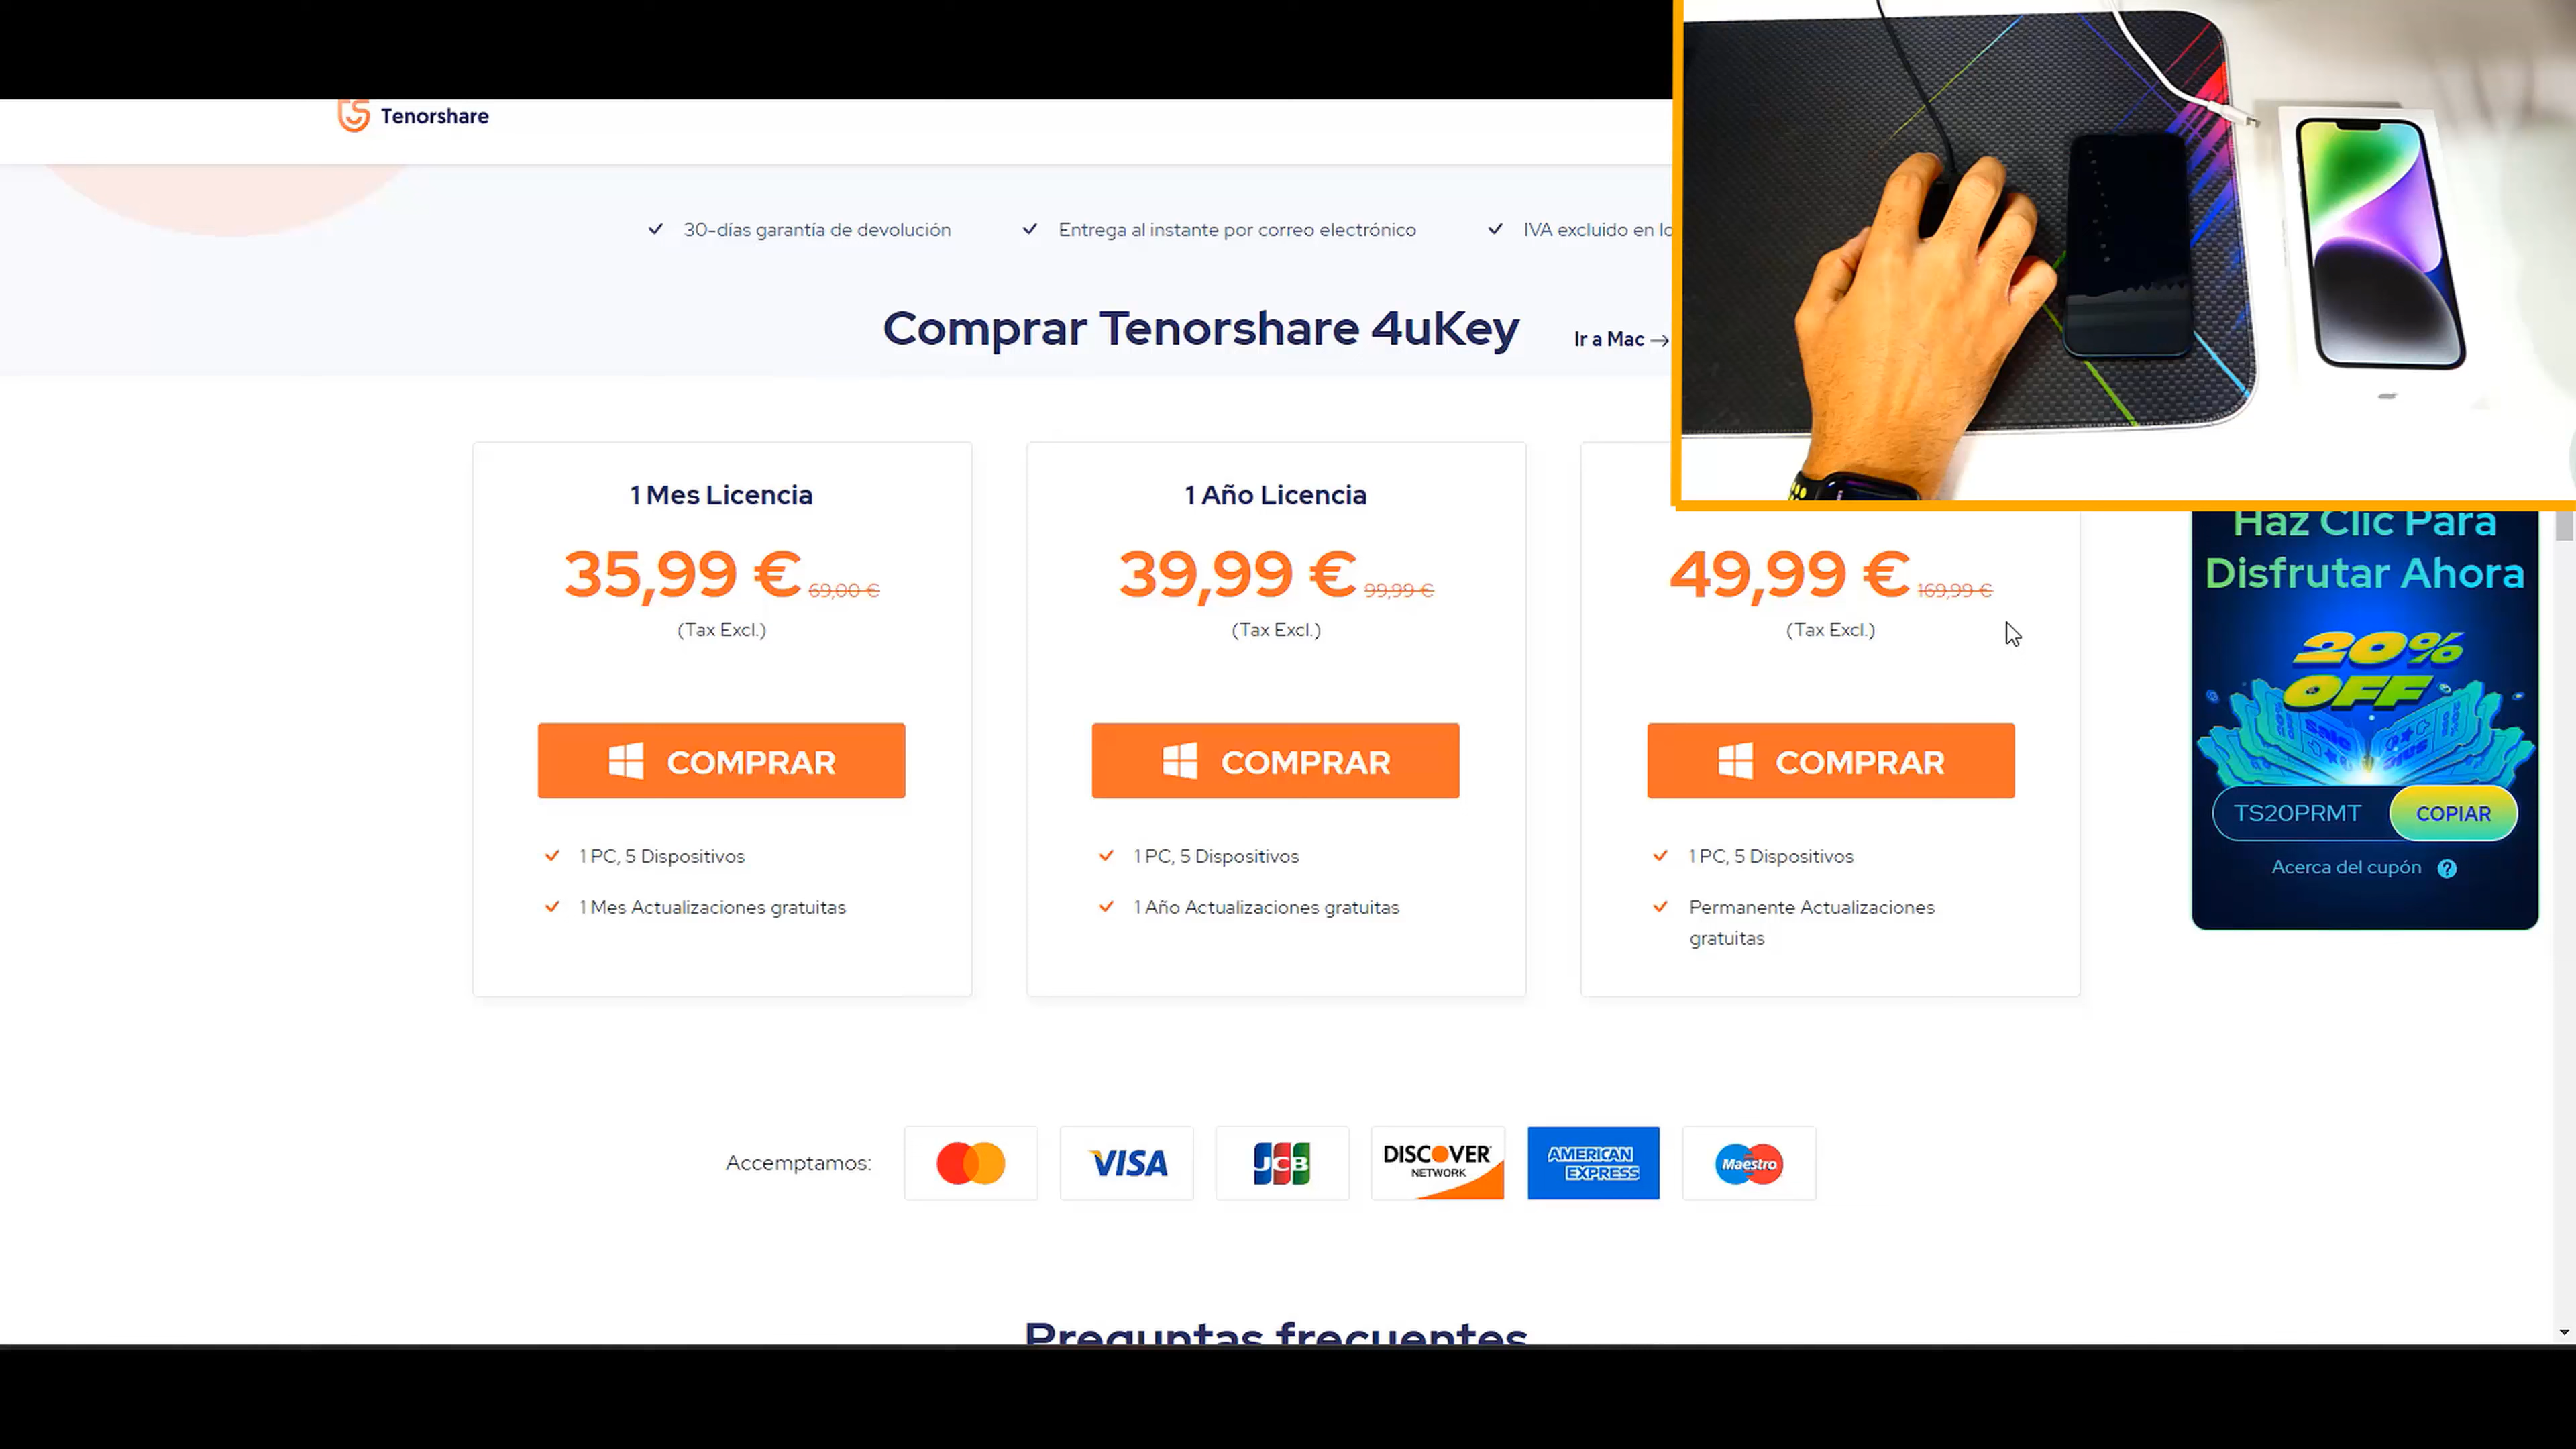 Tenorshare
30-días garantía de devolución
Entrega al instante por correo electrónico
IVA excluido en
Comprar Tenorshare 4uKey
Ir a Mac →
1 Mes Licencia
35,99 € 69,00 €
(Tax Excl.)
COMPRAR
1 PC, 5 Dispositivos
1 Mes Actualizaciones gratuitas
1 Año Licencia
39,99 € 99,99 €
(Tax Excl.)
COMPRAR
1 PC, 5 Dispositivos
1 Año Actualizaciones gratuitas
49,99 € 169,99 €
(Tax Excl.)
COMPRAR
1 PC, 5 Dispositivos
Permanente Actualizaciones
gratuitas
Haz Clic Para
Disfrutar Ahora
20%
OFF
TS20PRMT
COPIAR
Acerca del cupón ?
Accemptamos:
VISA
JCB
DISCOVER
NETWORK
AMERICAN
EXPRESS
Maestro
Preguntas frecuentes